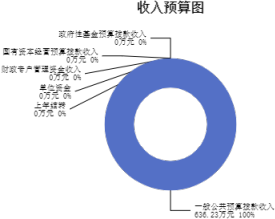 收入预算图
政府性基金预算拨款收入
0万元 0%
国有资本经营预算拨款收入
0万元 0%
财政专户管理资金收入
0万元 0%
单位资金
0万元 0%
上年结转
0万元 0%
一般公共预算拨款收入
636.23万元 100%